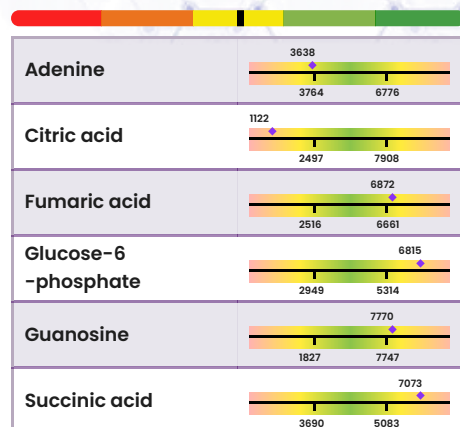 Adenine
3638
3764 6776
Citric acid
1122
2497 7908
Fumaric acid
6872
2516 6661
Glucose-6
-phosphate
6815
2949 5314
Guanosine
7770
1827 7747
Succinic acid
7073
3690 5083